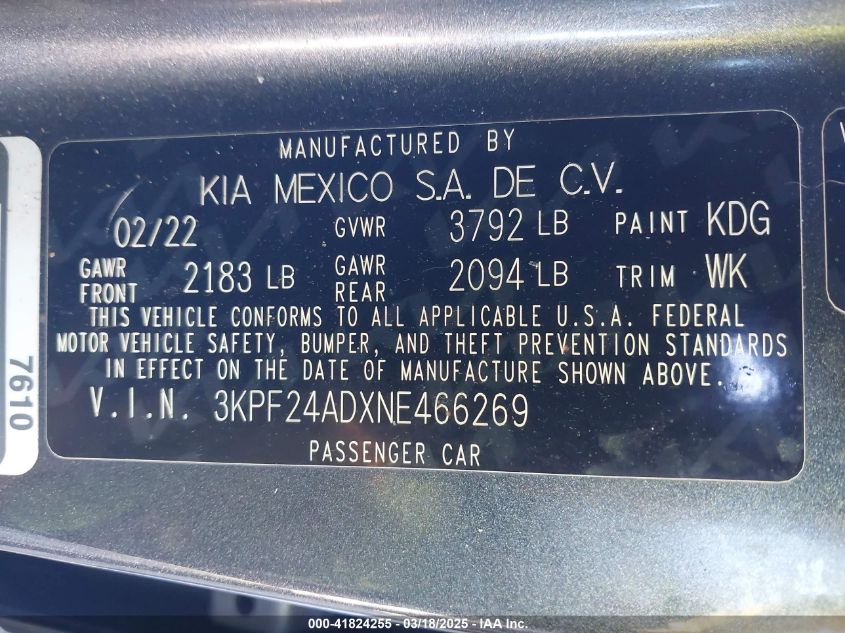 MANUFACTURED BY
KIA MEXICO S.A. DE C.V.
02/22 GVWR 3792 LB PAINT KDG
GAWR FRONT 2183 LB GAWR REAR 2094 LB TRIM WK
THIS VEHICLE CONFORMS TO ALL APPLICABLE U.S.A. FEDERAL
MOTOR VEHICLE SAFETY, BUMPER, AND THEFT PREVENTION STANDARDS
IN EFFECT ON THE DATE OF MANUFACTURE SHOWN ABOVE.
V.I.N. 3KPF24ADXNE466269
PASSENGER CAR
7610
000-41824255 - 03/18/2025 - IAA Inc.